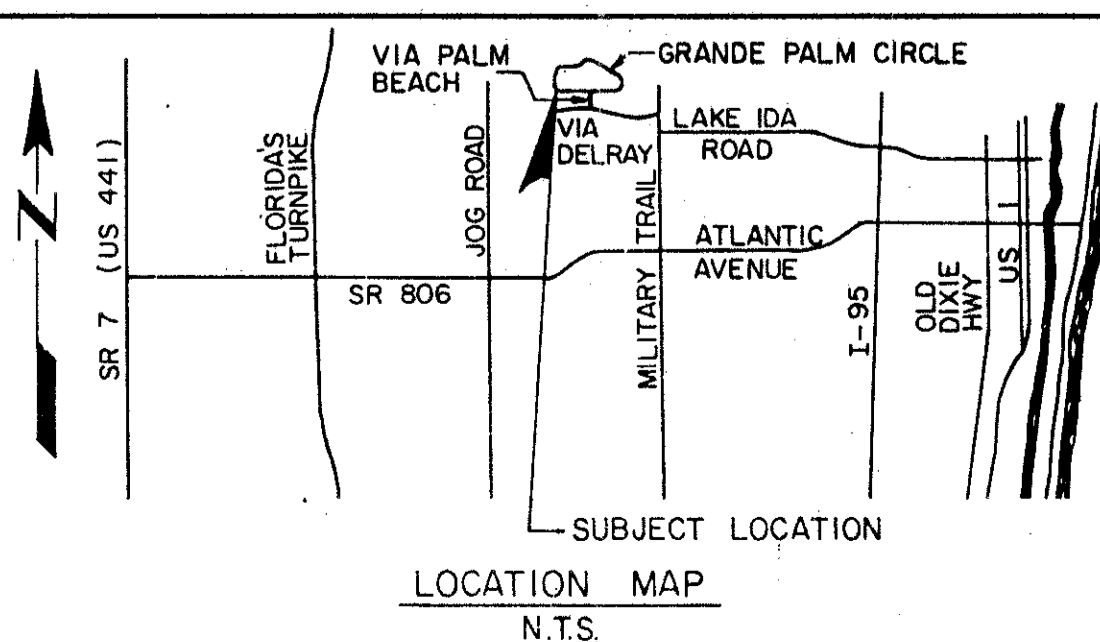 VIA PALM
BEACH
GRANDE PALM CIRCLE
LAKE IDA
ROAD
VIA
DELRAY
N
SR 7 (US 441)
FLORIDA'S
TURNPIKE
JOG ROAD
MILITARY TRAIL
ATLANTIC
AVENUE
SR 806
I-95
OLD
DIXIE
HWY
US 1
SUBJECT LOCATION
LOCATION MAP
N.T.S.